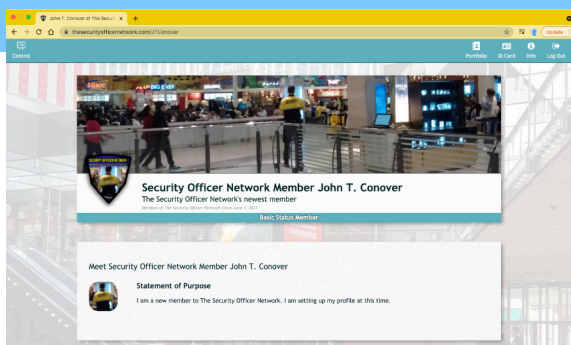 John T. Conover at The Securit
thesecurityofficernetwork.com/JTConover
Update
Control
Portfolio
ID Card
Info
Log Out
SECURITY OFFICER NETWORK
Security Officer Network Member John T. Conover
The Security Officer Network's newest member
Member of The Security Officer Network Since June 3, 2021
Basic Status Member
Meet Security Officer Network Member John T. Conover
Statement of Purpose
I am a new member to The Security Officer Network. I am setting up my profile at this time.